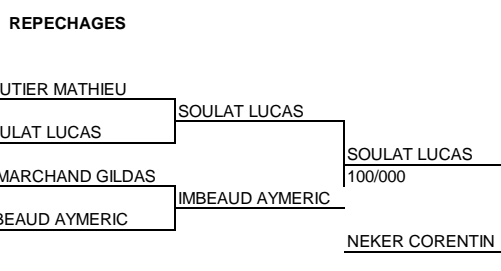 REPECHAGES
UTIER MATHIEU
SOULAT LUCAS
ULAT LUCAS
SOULAT LUCAS
MARCHAND GILDAS
100/000
IMBEAUD AYMERIC
BEAUD AYMERIC
NEKER CORENTIN